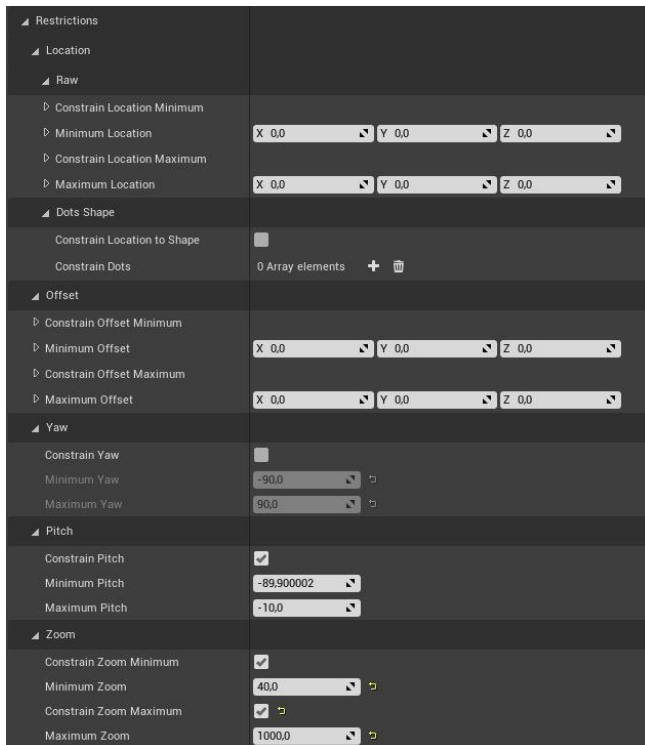 Restrictions
Location
Raw
Constrain Location Minimum
Minimum Location X 0,0 Y 0,0 Z 0,0
Constrain Location Maximum
Maximum Location X 0,0 Y 0,0 Z 0,0
Dots Shape
Constrain Location to Shape
Constrain Dots 0 Array elements
Offset
Constrain Offset Minimum
Minimum Offset X 0,0 Y 0,0 Z 0,0
Constrain Offset Maximum
Maximum Offset X 0,0 Y 0,0 Z 0,0
Yaw
Constrain Yaw
Minimum Yaw -90,0
Maximum Yaw 90,0
Pitch
Constrain Pitch
Minimum Pitch -89,900002
Maximum Pitch -10,0
Zoom
Constrain Zoom Minimum
Minimum Zoom 40,0
Constrain Zoom Maximum
Maximum Zoom 1000,0